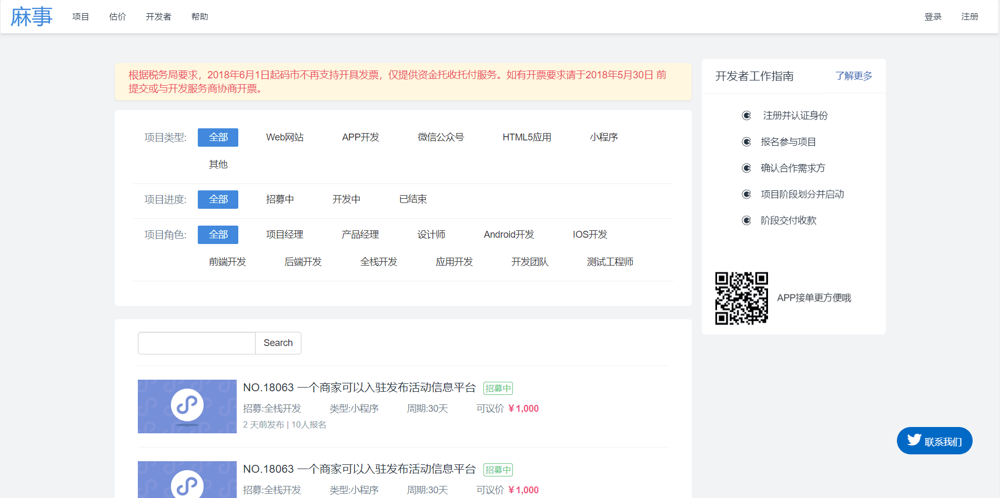 麻事 项目 估价 开发者 帮助 登录 注册
根据税务局要求，2018年6月1日起码市不再支持开具发票，仅提供资金托收托付服务。如有开票要求请于2018年5月30日 前
提交或与开发服务商协商开票。
项目类型: 全部 Web网站 APP开发 微信公众号 HTML5应用 小程序
其他
项目进度: 全部 招募中 开发中 已结束
项目角色: 全部 项目经理 产品经理 设计师 Android开发 IOS开发
前端开发 后端开发 全栈开发 应用开发 开发团队 测试工程师
Search
NO.18063 一个商家可以入驻发布活动信息平台 招募中
招募:全栈开发 类型:小程序 周期:30天 可议价 ¥1,000
2 天前发布 | 10人报名
NO.18063 一个商家可以入驻发布活动信息平台 招募中
招募:全栈开发 类型:小程序 周期:30天 可议价 ¥1,000
开发者工作指南 了解更多
注册并认证身份
报名参与项目
确认合作需求方
项目阶段划分并启动
阶段交付收款
APP接单更方便哦
联系我们